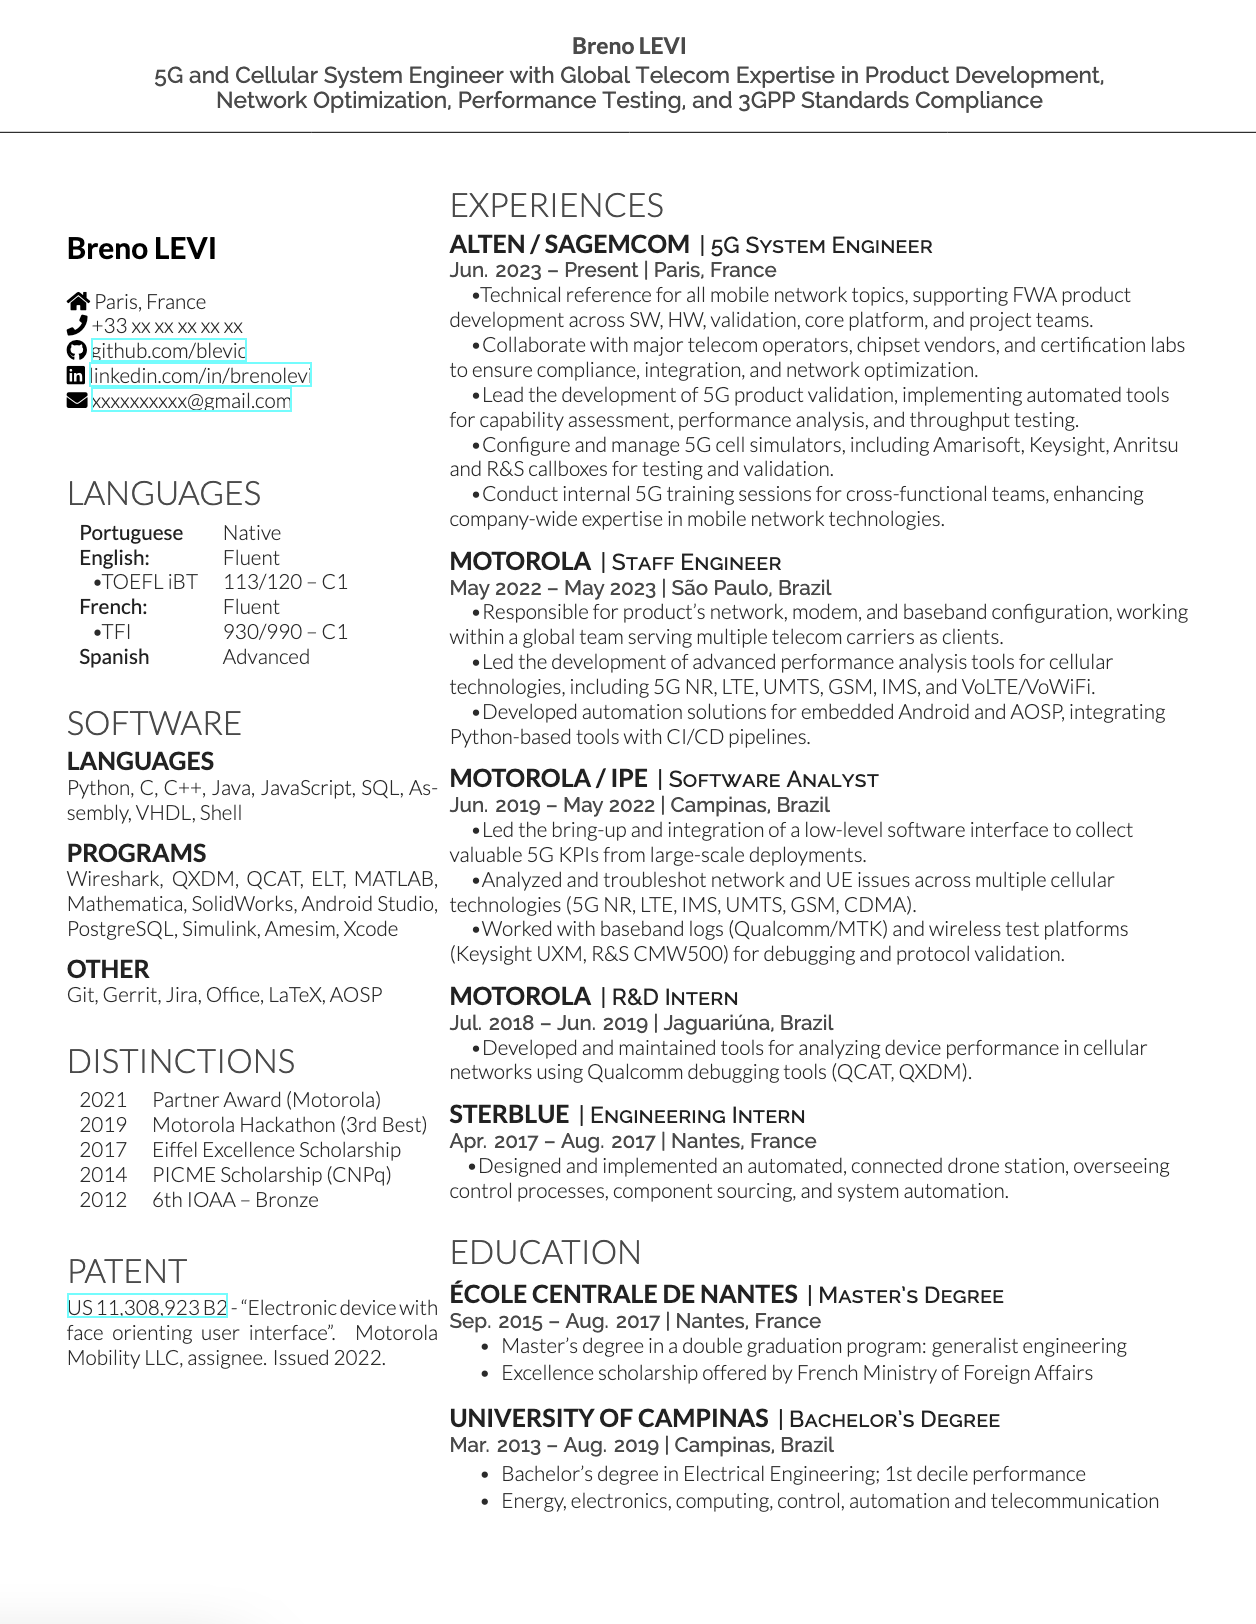 Breno LEVI
5G and Cellular System Engineer with Global Telecom Expertise in Product Development,
Network Optimization, Performance Testing, and 3GPP Standards Compliance
Breno LEVI
Paris, France
+33 xx xx xx xx xx
github.com/blevic
linkedin.com/in/brenolevi
xxxxxxxxxx@gmail.com
LANGUAGES
Portuguese Native
English: Fluent
•TOEFL iBT 113/120 – C1
French: Fluent
•TFI 930/990 – C1
Spanish Advanced
SOFTWARE
LANGUAGES
Python, C, C++, Java, JavaScript, SQL, As-
sembly, VHDL, Shell
PROGRAMS
Wireshark, QXDM, QCAT, ELT, MATLAB,
Mathematica, SolidWorks, Android Studio,
PostgreSQL, Simulink, Amesim, Xcode
OTHER
Git, Gerrit, Jira, Office, LaTeX, AOSP
DISTINCTIONS
2021 Partner Award (Motorola)
2019 Motorola Hackathon (3rd Best)
2017 Eiffel Excellence Scholarship
2014 PICME Scholarship (CNPq)
2012 6th IOAA – Bronze
PATENT
US 11,308,923 B2 - “Electronic device with
face orienting user interface”. Motorola
Mobility LLC, assignee. Issued 2022.
EXPERIENCES
ALTEN / SAGEMCOM | 5G SYSTEM ENGINEER
Jun. 2023 – Present | Paris, France
•Technical reference for all mobile network topics, supporting FWA product
development across SW, HW, validation, core platform, and project teams.
•Collaborate with major telecom operators, chipset vendors, and certification labs
to ensure compliance, integration, and network optimization.
•Lead the development of 5G product validation, implementing automated tools
for capability assessment, performance analysis, and throughput testing.
•Configure and manage 5G cell simulators, including Amarisoft, Keysight, Anritsu
and R&S callboxes for testing and validation.
•Conduct internal 5G training sessions for cross-functional teams, enhancing
company-wide expertise in mobile network technologies.
MOTOROLA | STAFF ENGINEER
May 2022 – May 2023 | São Paulo, Brazil
•Responsible for product’s network, modem, and baseband configuration, working
within a global team serving multiple telecom carriers as clients.
•Led the development of advanced performance analysis tools for cellular
technologies, including 5G NR, LTE, UMTS, GSM, IMS, and VoLTE/VoWiFi.
•Developed automation solutions for embedded Android and AOSP, integrating
Python-based tools with CI/CD pipelines.
MOTOROLA / IPE | SOFTWARE ANALYST
Jun. 2019 – May 2022 | Campinas, Brazil
•Led the bring-up and integration of a low-level software interface to collect
valuable 5G KPIs from large-scale deployments.
•Analyzed and troubleshot network and UE issues across multiple cellular
technologies (5G NR, LTE, IMS, UMTS, GSM, CDMA).
•Worked with baseband logs (Qualcomm/MTK) and wireless test platforms
(Keysight UXM, R&S CMW500) for debugging and protocol validation.
MOTOROLA | R&D INTERN
Jul. 2018 – Jun. 2019 | Jaguariúna, Brazil
•Developed and maintained tools for analyzing device performance in cellular
networks using Qualcomm debugging tools (QCAT, QXDM).
STERBLUE | ENGINEERING INTERN
Apr. 2017 – Aug. 2017 | Nantes, France
•Designed and implemented an automated, connected drone station, overseeing
control processes, component sourcing, and system automation.
EDUCATION
ÉCOLE CENTRALE DE NANTES | MASTER’S DEGREE
Sep. 2015 – Aug. 2017 | Nantes, France
• Master’s degree in a double graduation program: generalist engineering
• Excellence scholarship offered by French Ministry of Foreign Affairs
UNIVERSITY OF CAMPINAS | BACHELOR’S DEGREE
Mar. 2013 – Aug. 2019 | Campinas, Brazil
• Bachelor’s degree in Electrical Engineering; 1st decile performance
• Energy, electronics, computing, control, automation and telecommunication